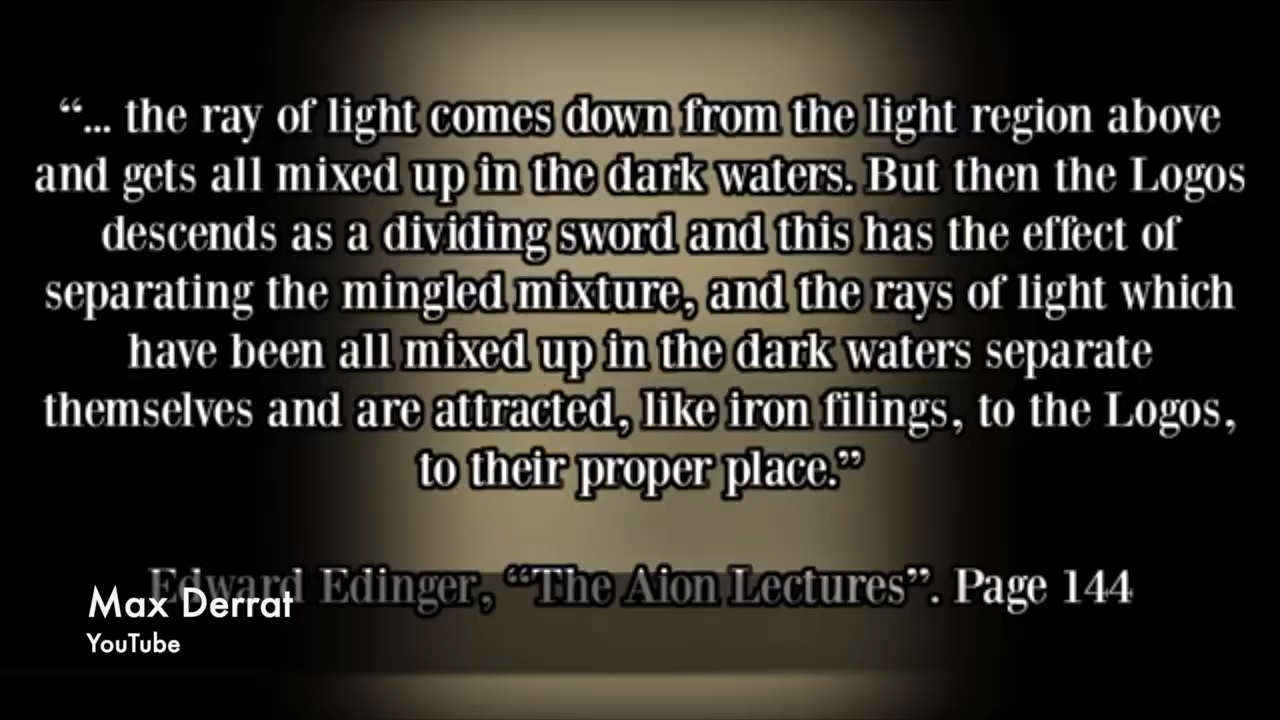 “... the ray of light comes down from the light region above
and gets all mixed up in the dark waters. But then the Logos
descends as a dividing sword and this has the effect of
separating the mingled mixture, and the rays of light which
have been all mixed up in the dark waters separate
themselves and are attracted, like iron filings, to the Logos,
to their proper place.”
Edward Edinger, “The Aion Lectures”. Page 144
Max Derrat
YouTube